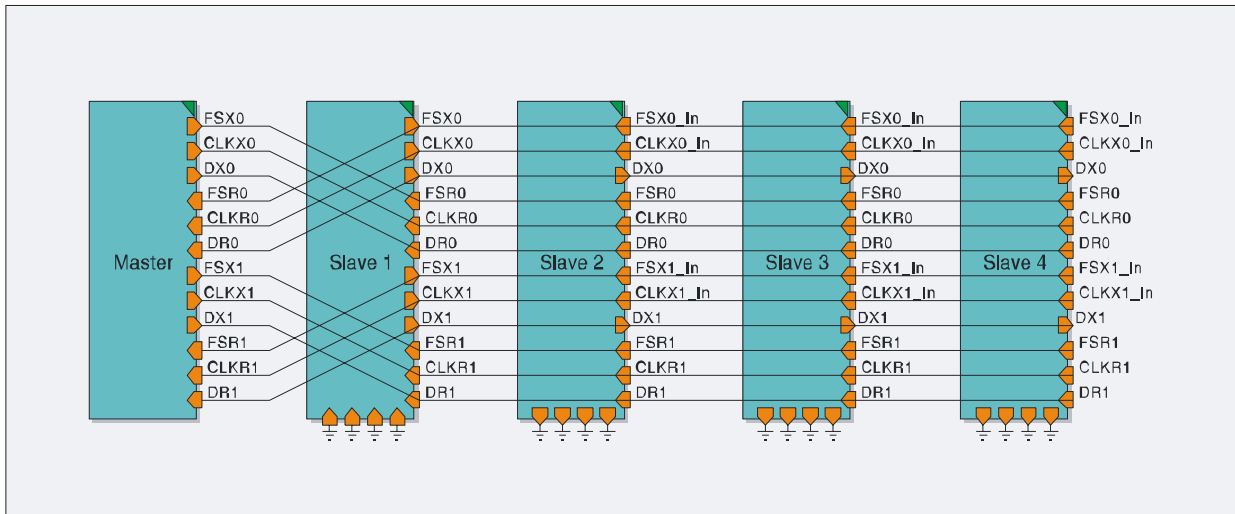 FSX0 FSX0 FSX0_In FSX0_In FSX0_In
CLKX0 CLKX0 CLKX0_In CLKX0_In CLKX0_In
DX0 DX0 DX0 DX0 DX0
FSR0 FSR0 FSR0 FSR0 FSR0
CLKR0 CLKR0 CLKR0 CLKR0 CLKR0
DR0 DR0 DR0 DR0 DR0
Master Slave 1 Slave 2 Slave 3 Slave 4
FSX1 FSX1 FSX1_In FSX1_In FSX1_In
CLKX1 CLKX1 CLKX1_In CLKX1_In CLKX1_In
DX1 DX1 DX1 DX1 DX1
FSR1 FSR1 FSR1 FSR1 FSR1
CLKR1 CLKR1 CLKR1 CLKR1 CLKR1
DR1 DR1 DR1 DR1 DR1